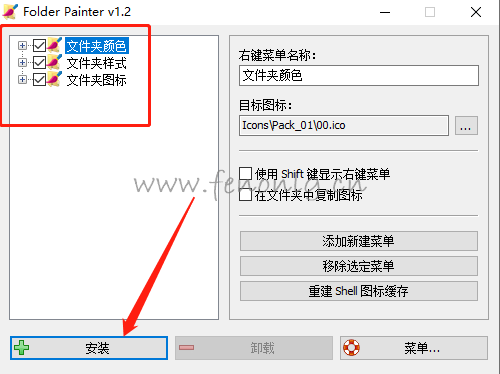 Folder Painter v1.2
文件夹颜色
文件夹样式
文件夹图标
右键菜单名称：
文件夹颜色
目标图标：
Icons\Pack_01\00.ico
...
使用 Shift 键显示右键菜单
在文件夹中复制图标
www.fenonla.cn
添加新建菜单
移除选定菜单
重建 Shell 图标缓存
安装
卸载
菜单...